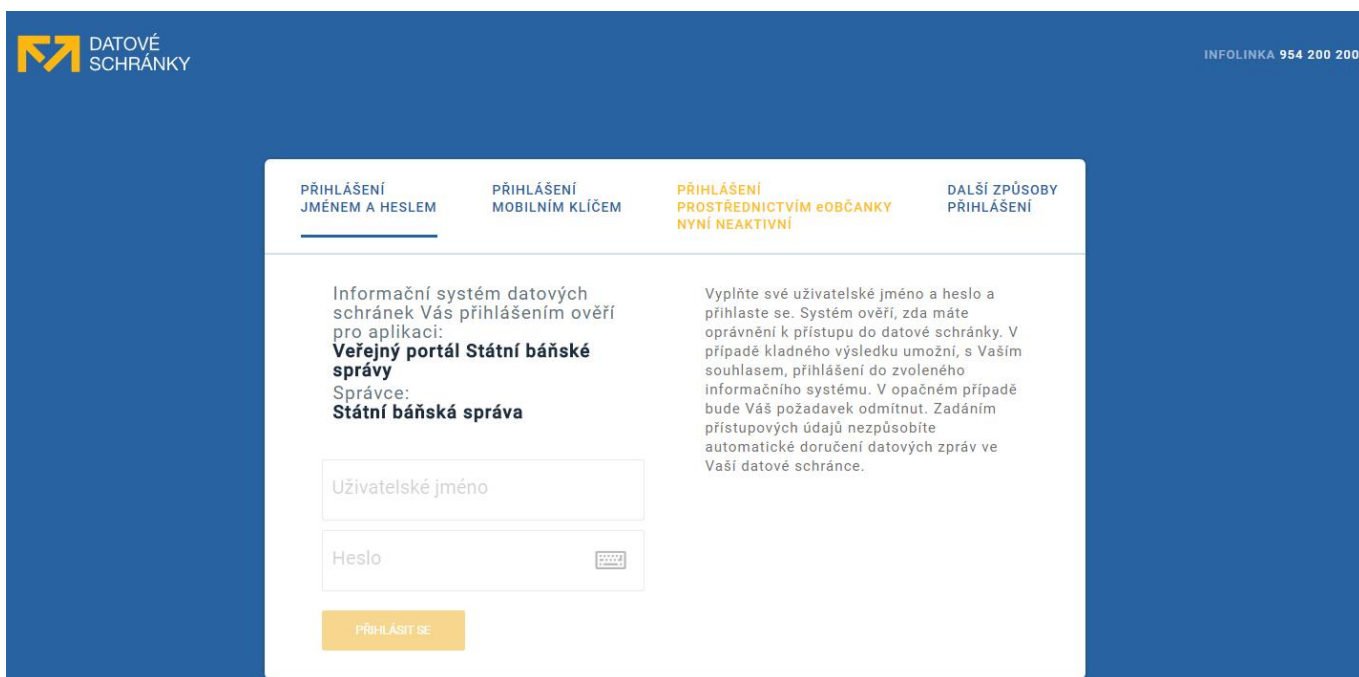 DATOVÉ
SCHRÁNKY
INFOLINKA 954 200 200
PŘIHLÁŠENÍ
JMÉNEM A HESLEM
PŘIHLÁŠENÍ
MOBILNÍM KLÍČEM
PŘIHLÁŠENÍ
PROSTŘEDNICTVÍM eOBČANKY
NYNÍ NEAKTIVNÍ
DALŠÍ ZPŮSOBY
PŘIHLÁŠENÍ
Informační systém datových
schránek Vás přihlášením ověří
pro aplikaci:
Veřejný portál Státní báňské
správy
Správce:
Státní báňská správa
Uživatelské jméno
Heslo
PŘIHLÁSIT SE
Vyplňte své uživatelské jméno a heslo a
přihlaste se. Systém ověří, zda máte
oprávnění k přístupu do datové schránky. V
případě kladného výsledku umožní, s Vaším
souhlasem, přihlášení do zvoleného
informačního systému. V opačném případě
bude Váš požadavek odmítnut. Zadáním
přístupových údajů nezpůsobíte
automatické doručení datových zpráv ve
Vaší datové schránce.